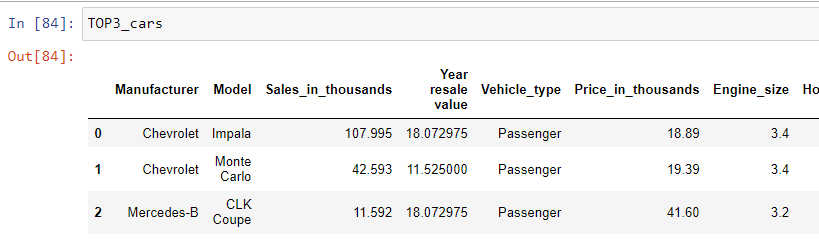 In [84]: TOP3_cars
Out[84]:
Manufacturer Model Sales_in_thousands Year resale value Vehicle_type Price_in_thousands Engine_size Ho
0 Chevrolet Impala 107.995 18.072975 Passenger 18.89 3.4
1 Chevrolet Monte Carlo 42.593 11.525000 Passenger 19.39 3.4
2 Mercedes-B CLK Coupe 11.592 18.072975 Passenger 41.60 3.2